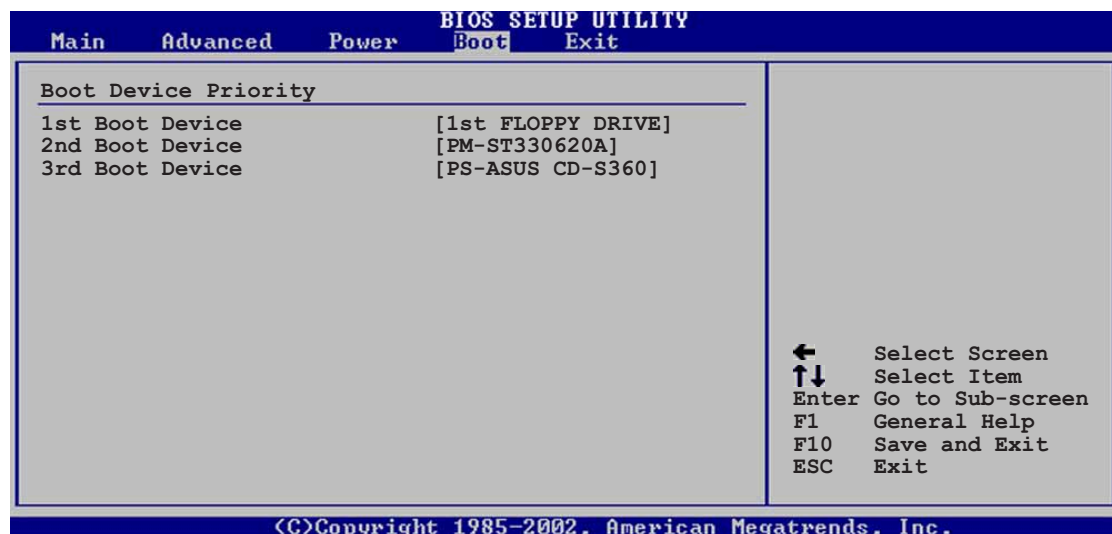 BIOS SETUP UTILITY
Main Advanced Power Boot Exit
Boot Device Priority
1st Boot Device [1st FLOPPY DRIVE]
2nd Boot Device [PM-ST330620A]
3rd Boot Device [PS-ASUS CD-S360]
← Select Screen
↑↓ Select Item
Enter Go to Sub-screen
F1 General Help
F10 Save and Exit
ESC Exit
(C)Copyright 1985-2002, American Megatrends, Inc.